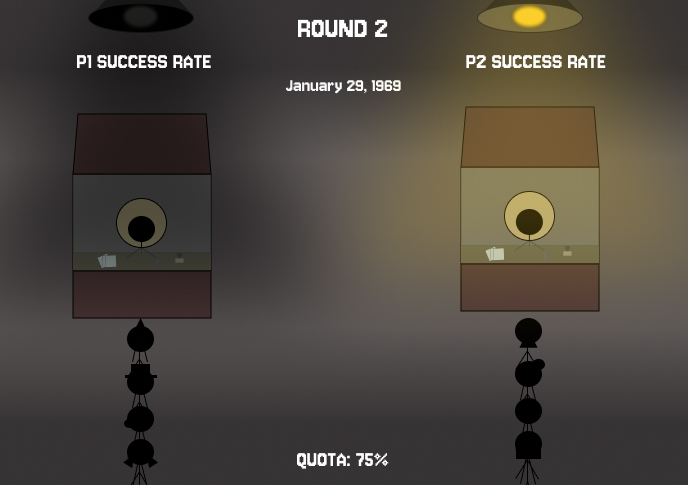 ROUND 2
P1 SUCCESS RATE
P2 SUCCESS RATE
January 29, 1969
QUOTA: 75%